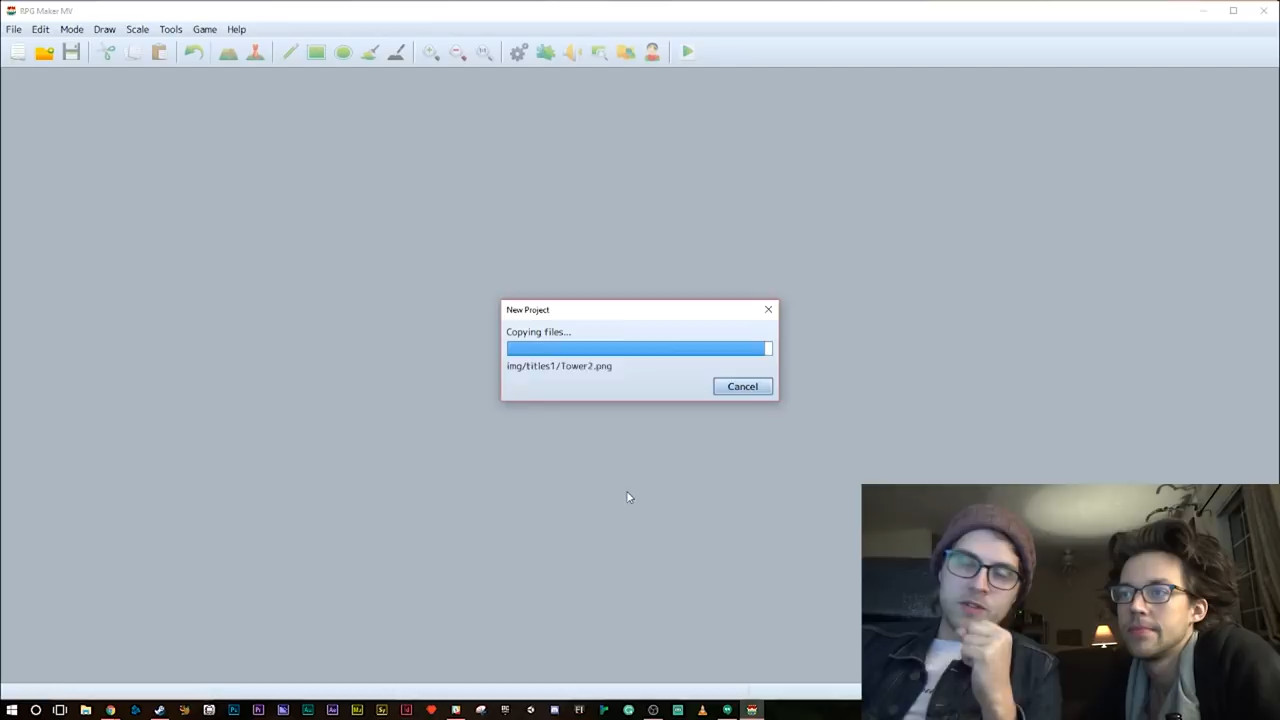 RPG Maker MV
File Edit Mode Draw Scale Tools Game Help
New Project
Copying files...
img/titles1/Tower2.png
Cancel